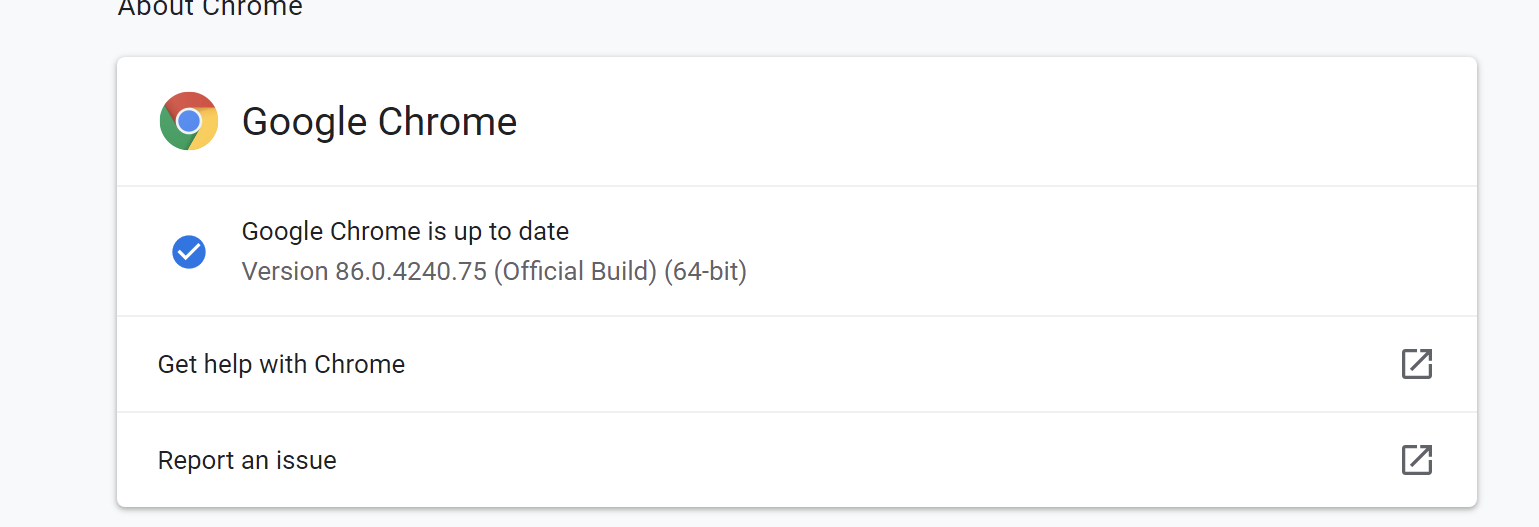 About Chrome
Google Chrome
Google Chrome is up to date
Version 86.0.4240.75 (Official Build) (64-bit)
Get help with Chrome
Report an issue